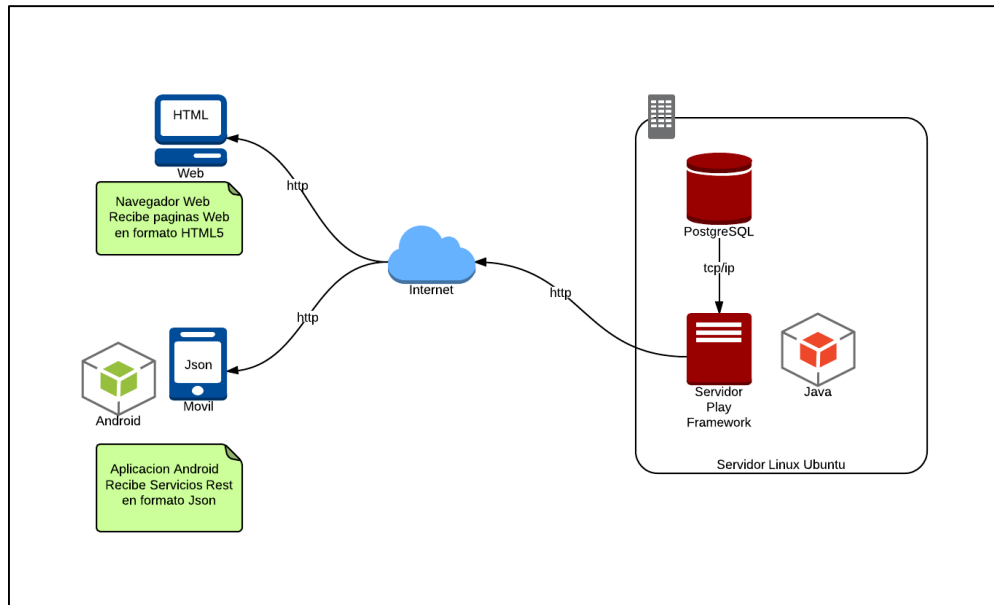 HTML
Web
http
Navegador Web
Recibe paginas Web
en formato HTML5
PostgreSQL
tcp/ip
Internet
http
http
Json
Movil
Android
Servidor
Play
Framework
Java
Aplicacion Android
Recibe Servicios Rest
en formato Json
Servidor Linux Ubuntu